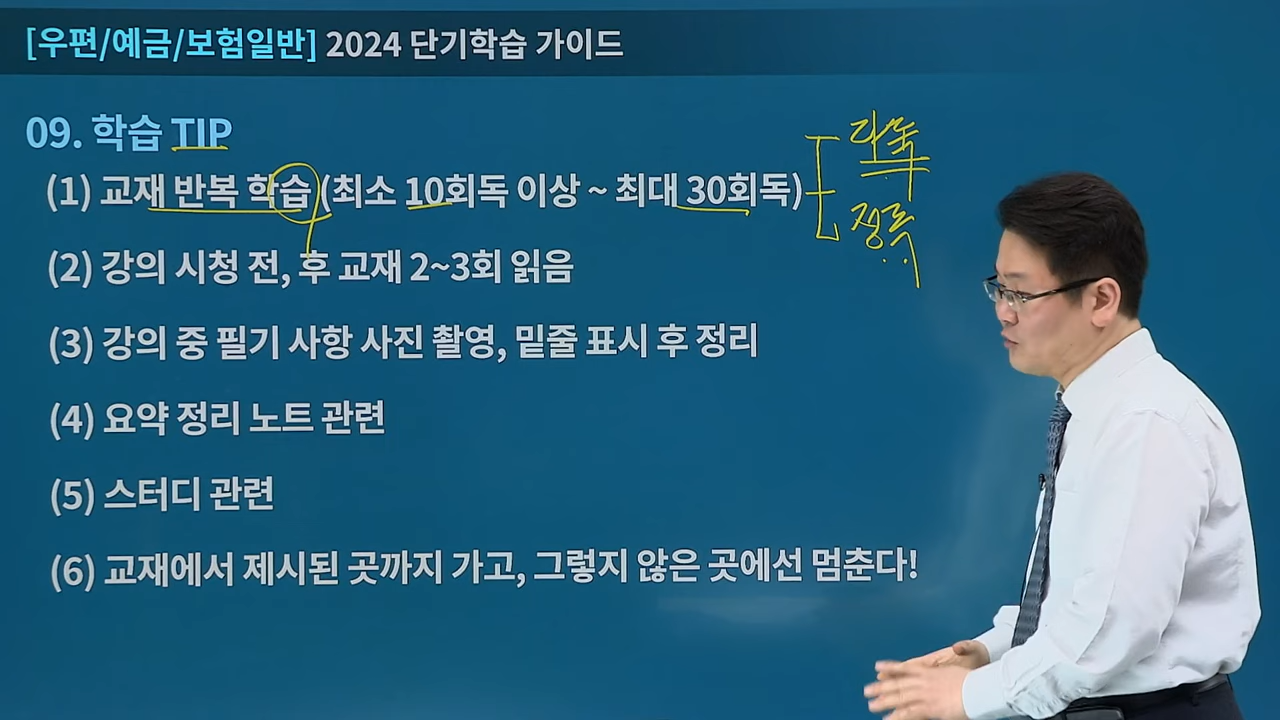 [우편/예금/보험일반] 2024 단기학습 가이드
09. 학습 TIP
(1) 교재 반복 학습 (최소 10회독 이상 ~ 최대 30회독)
다독
정독
(2) 강의 시청 전, 후 교재 2~3회 읽음
(3) 강의 중 필기 사항 사진 촬영, 밑줄 표시 후 정리
(4) 요약 정리 노트 관련
(5) 스터디 관련
(6) 교재에서 제시된 곳까지 가고, 그렇지 않은 곳에선 멈춘다!